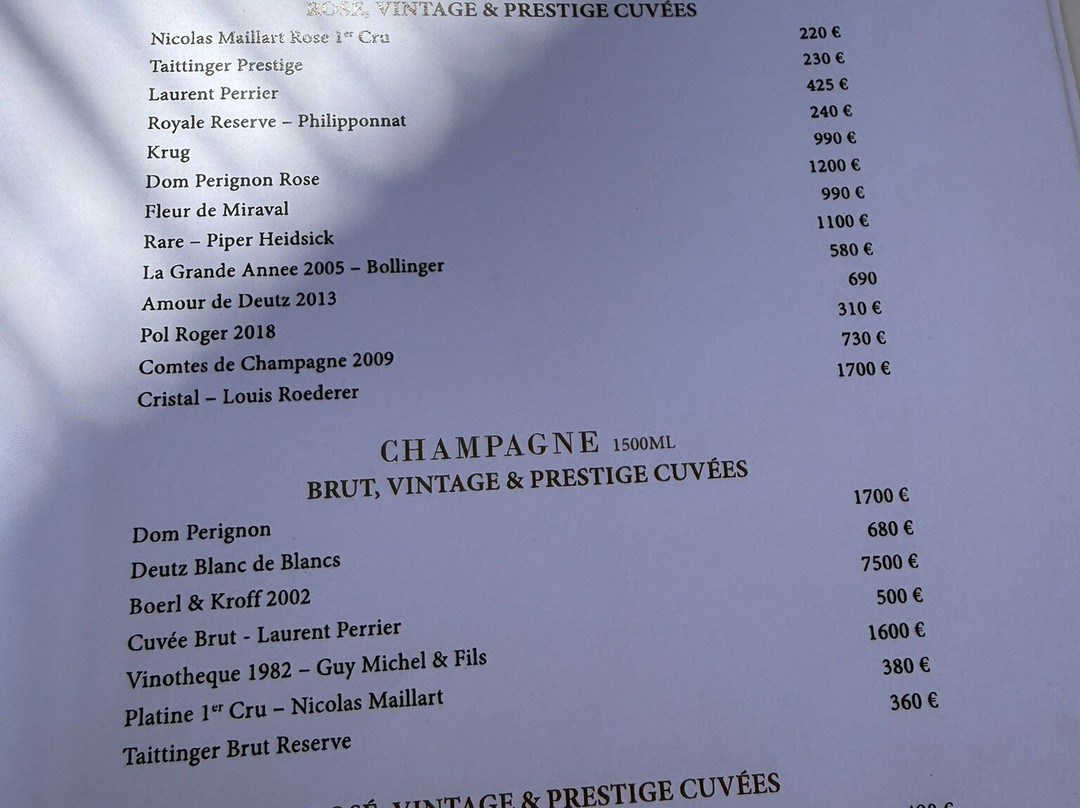 ROSÉ, VINTAGE & PRESTIGE CUVÉES
Nicolas Maillart Rose 1er Cru 220 €
Taittinger Prestige 230 €
Laurent Perrier 425 €
Royale Reserve – Philipponnat 240 €
Krug 990 €
Dom Perignon Rose 1200 €
Fleur de Miraval 990 €
Rare – Piper Heidsick 1100 €
La Grande Annee 2005 – Bollinger 580 €
Amour de Deutz 2013 690
Pol Roger 2018 310 €
Comtes de Champagne 2009 730 €
Cristal – Louis Roederer 1700 €
CHAMPAGNE 1500ML
BRUT, VINTAGE & PRESTIGE CUVÉES
Dom Perignon 1700 €
Deutz Blanc de Blancs 680 €
Boerl & Kroff 2002 7500 €
Cuvée Brut - Laurent Perrier 500 €
Vinotheque 1982 – Guy Michel & Fils 1600 €
Platine 1er Cru – Nicolas Maillart 380 €
Taittinger Brut Reserve 360 €
VINTAGE & PRESTIGE CUVÉES